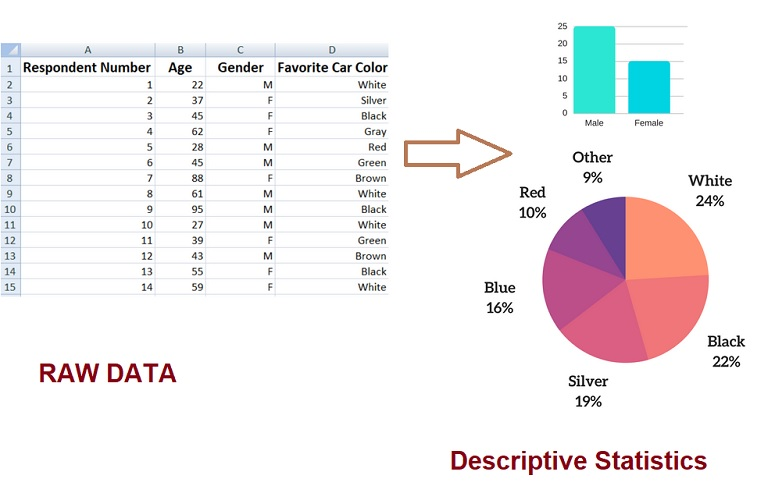 A B C D
1 Respondent Number Age Gender Favorite Car Color
2 1 22 M White
3 2 37 F Silver
4 3 45 F Black
5 4 62 F Gray
6 5 28 M Red
7 6 45 M Green
8 7 88 F Brown
9 8 61 M White
10 9 95 M Black
11 10 27 M White
12 11 39 F Green
13 12 43 M Brown
14 13 55 F Black
15 14 59 F White
RAW DATA
25
20
15
10
5
0
Male Female
Other
9%
White
24%
Red
10%
Blue
16%
Black
22%
Silver
19%
Descriptive Statistics